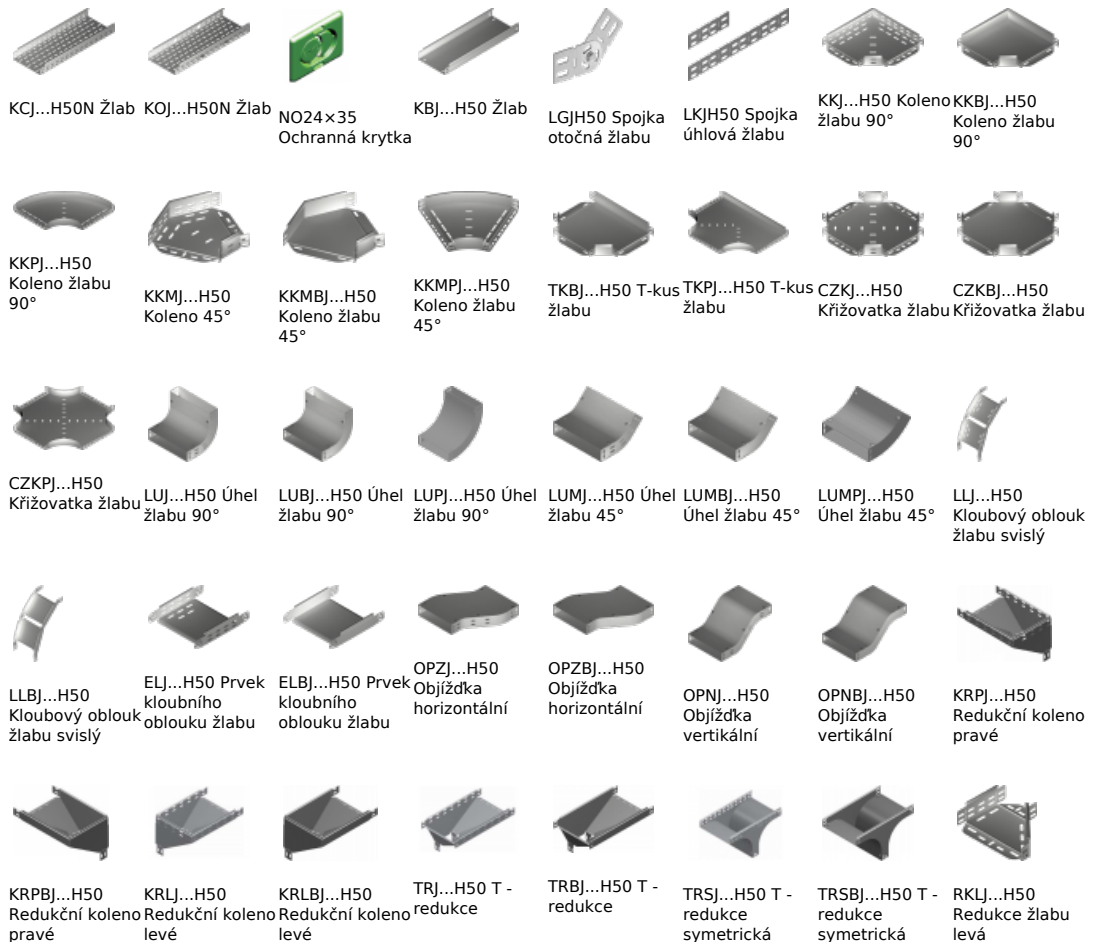 KCJ...H50N Žlab
KOJ...H50N Žlab
NO24×35
Ochranná krytka
KBJ...H50 Žlab
LGJH50 Spojka
otočná žlabu
LKJH50 Spojka
úhlová žlabu
KKJ...H50 Koleno
žlabu 90°
KKBJ...H50
Koleno žlabu
90°
KKPJ...H50
Koleno žlabu
90°
KKMJ...H50
Koleno 45°
KKMBJ...H50
Koleno žlabu
45°
KKMPJ...H50
Koleno žlabu
45°
TKBJ...H50 T-kus
žlabu
TKPJ...H50 T-kus
žlabu
CZKJ...H50
Křižovatka žlabu
CZKBJ...H50
Křižovatka žlabu
CZKPJ...H50
Křižovatka žlabu
LUJ...H50 Úhel
žlabu 90°
LUBJ...H50 Úhel
žlabu 90°
LUPJ...H50 Úhel
žlabu 90°
LUMJ...H50 Úhel
žlabu 45°
LUMBJ...H50
Úhel žlabu 45°
LUMPJ...H50
Úhel žlabu 45°
LLJ...H50
Kloubový oblouk
žlabu svislý
LLBJ...H50
Kloubový oblouk
žlabu svislý
ELJ...H50 Prvek
kloubního
oblouku žlabu
ELBJ...H50 Prvek
kloubního
oblouku žlabu
OPZJ...H50
Objížďka
horizontální
OPZBJ...H50
Objížďka
horizontální
OPNJ...H50
Objížďka
vertikální
OPNBJ...H50
Objížďka
vertikální
KRPJ...H50
Redukční koleno
pravé
KRPBJ...H50
Redukční koleno
pravé
KRLJ...H50
Redukční koleno
levé
KRLBJ...H50
Redukční koleno
levé
TRJ...H50 T -
redukce
TRBJ...H50 T -
redukce
TRSJ...H50 T -
redukce
symetrická
TRSBJ...H50 T -
redukce
symetrická
RKLJ...H50
Redukce žlabu
levá